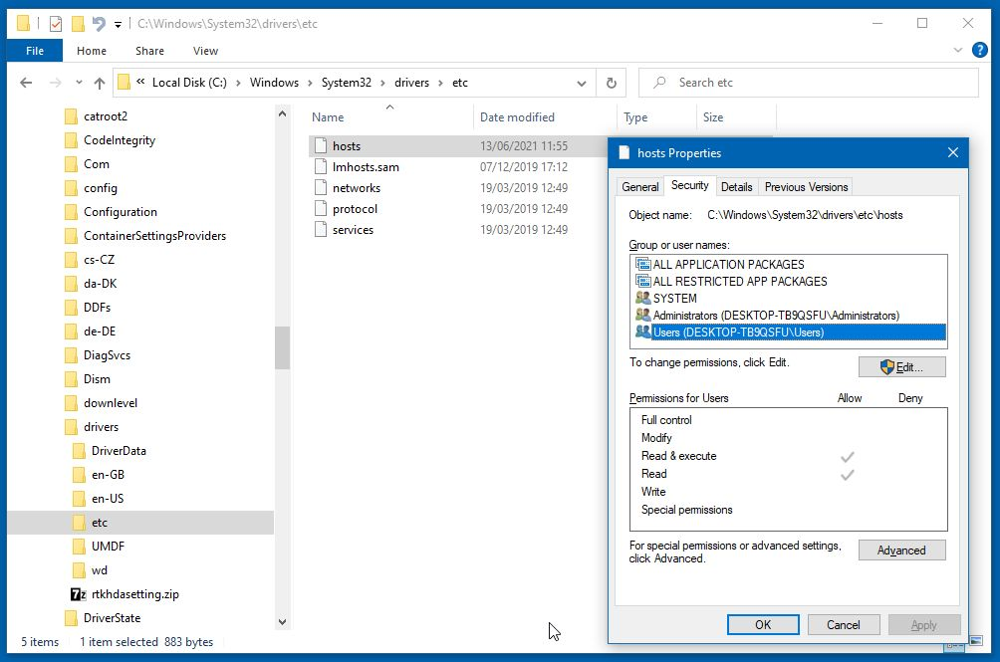 C:\Windows\System32\drivers\etc
File Home Share View
Local Disk (C:) Windows System32 drivers etc
Search etc
catroot2
CodeIntegrity
Com
config
Configuration
ContainerSettingsProviders
cs-CZ
da-DK
DDFs
de-DE
DiagSvcs
Dism
downlevel
drivers
DriverData
en-GB
en-US
etc
UMDF
wd
rtkhdasetting.zip
DriverState
Name Date modified Type Size
hosts 13/06/2021 11:55
lmhosts.sam 07/12/2019 17:12
networks 19/03/2019 12:49
protocol 19/03/2019 12:49
services 19/03/2019 12:49
hosts Properties
General Security Details Previous Versions
Object name: C:\Windows\System32\drivers\etc\hosts
Group or user names:
ALL APPLICATION PACKAGES
ALL RESTRICTED APP PACKAGES
SYSTEM
Administrators (DESKTOP-TB9QSFU\Administrators)
Users (DESKTOP-TB9QSFU\Users)
To change permissions, click Edit.
Edit...
Permissions for Users Allow Deny
Full control
Modify
Read & execute
Read
Write
Special permissions
For special permissions or advanced settings,
click Advanced.
Advanced
OK Cancel Apply
5 items 1 item selected 883 bytes